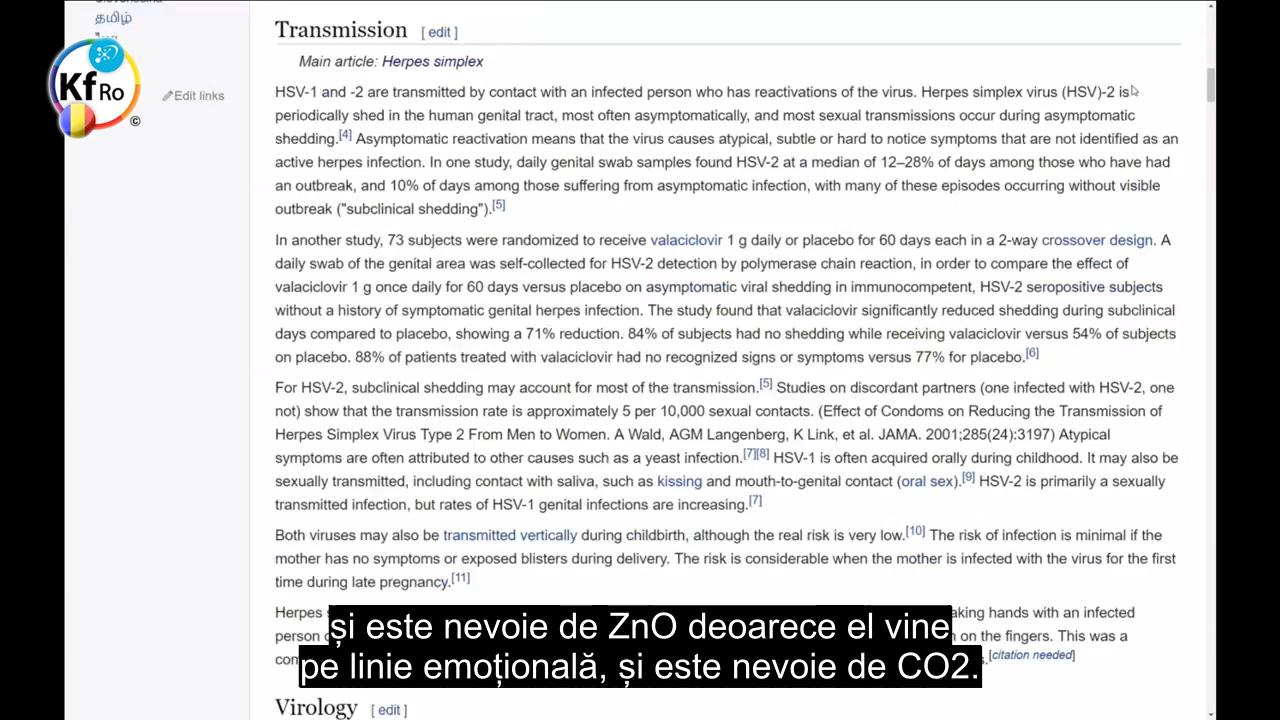 தமிழ்
Edit links
Kf Ro
©
Transmission [ edit ]
Main article: Herpes simplex
HSV-1 and -2 are transmitted by contact with an infected person who has reactivations of the virus. Herpes simplex virus (HSV)-2 is
periodically shed in the human genital tract, most often asymptomatically, and most sexual transmissions occur during asymptomatic
shedding.[4] Asymptomatic reactivation means that the virus causes atypical, subtle or hard to notice symptoms that are not identified as an
active herpes infection. In one study, daily genital swab samples found HSV-2 at a median of 12–28% of days among those who have had
an outbreak, and 10% of days among those suffering from asymptomatic infection, with many of these episodes occurring without visible
outbreak ("subclinical shedding").[5]
In another study, 73 subjects were randomized to receive valaciclovir 1 g daily or placebo for 60 days each in a 2-way crossover design. A
daily swab of the genital area was self-collected for HSV-2 detection by polymerase chain reaction, in order to compare the effect of
valaciclovir 1 g once daily for 60 days versus placebo on asymptomatic viral shedding in immunocompetent, HSV-2 seropositive subjects
without a history of symptomatic genital herpes infection. The study found that valaciclovir significantly reduced shedding during subclinical
days compared to placebo, showing a 71% reduction. 84% of subjects had no shedding while receiving valaciclovir versus 54% of subjects
on placebo. 88% of patients treated with valaciclovir had no recognized signs or symptoms versus 77% for placebo.[6]
For HSV-2, subclinical shedding may account for most of the transmission.[5] Studies on discordant partners (one infected with HSV-2, one
not) show that the transmission rate is approximately 5 per 10,000 sexual contacts. (Effect of Condoms on Reducing the Transmission of
Herpes Simplex Virus Type 2 From Men to Women. A Wald, AGM Langenberg, K Link, et al. JAMA. 2001;285(24):3197) Atypical
symptoms are often attributed to other causes such as a yeast infection.[7][8] HSV-1 is often acquired orally during childhood. It may also be
sexually transmitted, including contact with saliva, such as kissing and mouth-to-genital contact (oral sex).[9] HSV-2 is primarily a sexually
transmitted infection, but rates of HSV-1 genital infections are increasing.[7]
Both viruses may also be transmitted vertically during childbirth, although the real risk is very low.[10] The risk of infection is minimal if the
mother has no symptoms or exposed blisters during delivery. The risk is considerable when the mother is infected with the virus for the first
time during late pregnancy.[11]
Herpes hands with an infected
person on the fingers. This was a
[citation needed]
și este nevoie de ZnO deoarece el vine
pe linie emoțională, și este nevoie de CO2.
Virology [ edit ]